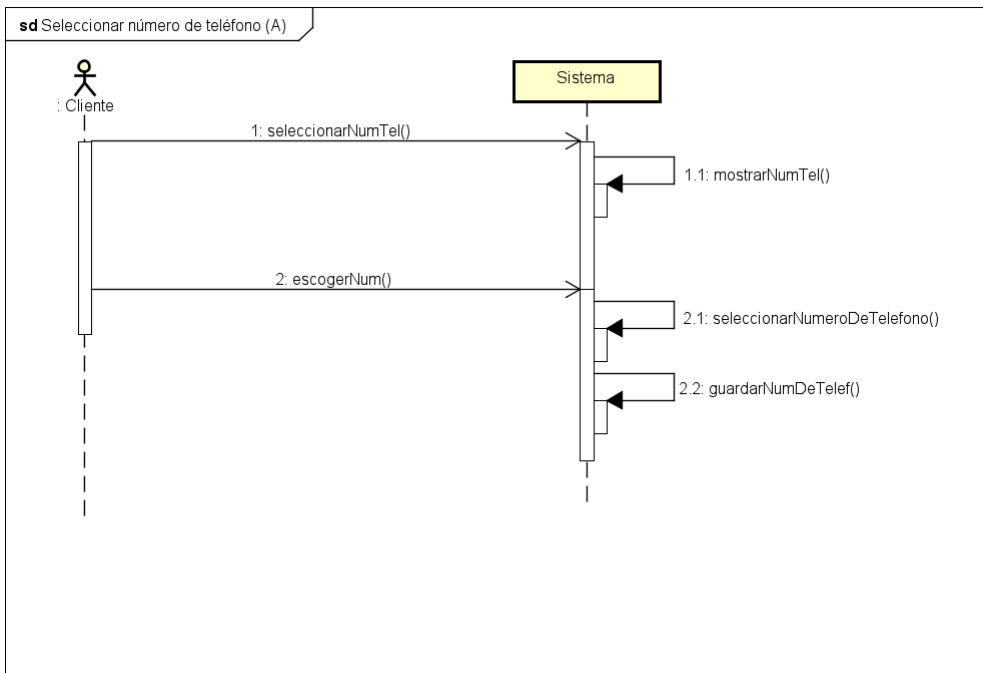 sd Seleccionar número de teléfono (A)
: Cliente
Sistema
1: seleccionarNumTel()
1.1: mostrarNumTel()
2: escogerNum()
2.1: seleccionarNumeroDeTelefono()
2.2: guardarNumDeTelef()